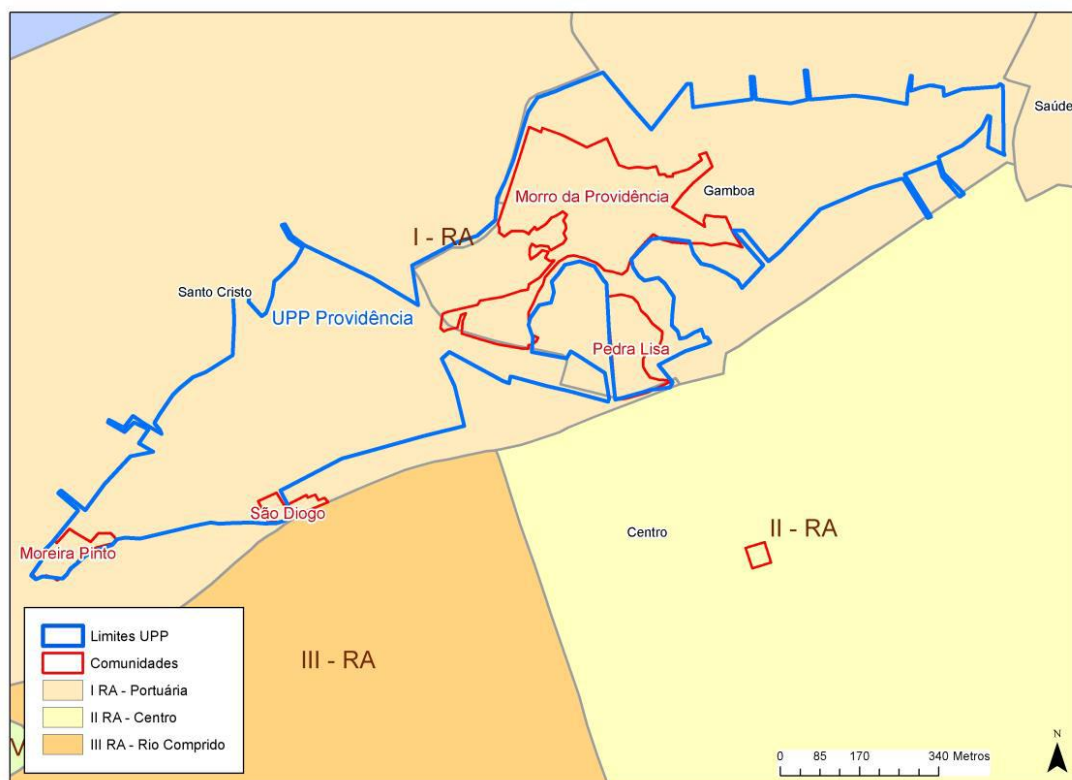 Saúde
Morro da Providência
Gamboa
I - RA
Santo Cristo
UPP Providência
Pedra Lisa
São Diogo
Moreira Pinto
Centro
II - RA
III - RA
V
Limites UPP
Comunidades
I RA - Portuária
II RA - Centro
III RA - Rio Comprido
0 85 170 340 Metros
N